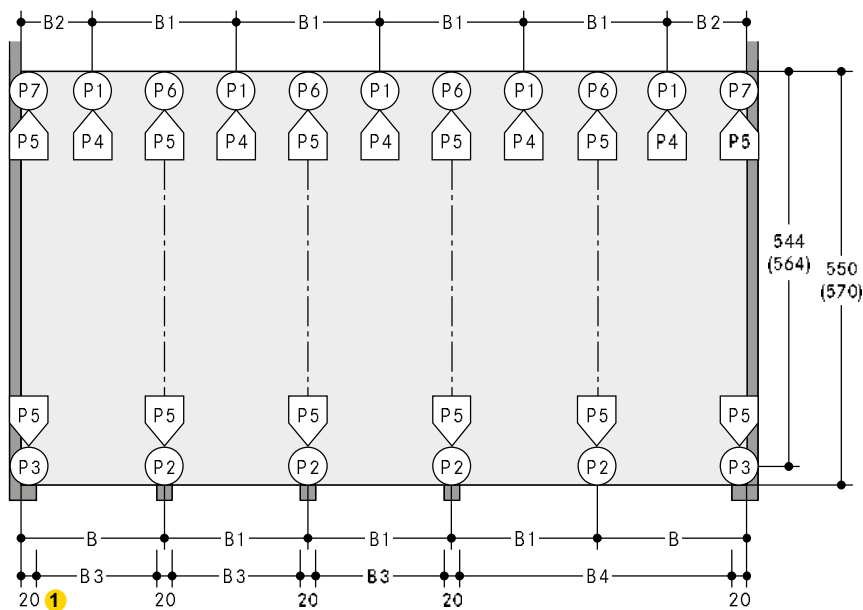 B2 B1 B1 B1 B1 B2
P7 P1 P6 P1 P6 P1 P6 P1 P6 P1 P7
P5 P4 P5 P4 P5 P4 P5 P4 P5 P4 P5
544
(564)
550
(570)
P5 P5 P5 P5 P5 P5
P3 P2 P2 P2 P2 P3
B B1 B1 B1 B
B3 B3 B3 B4
20 1 20 20 20 20